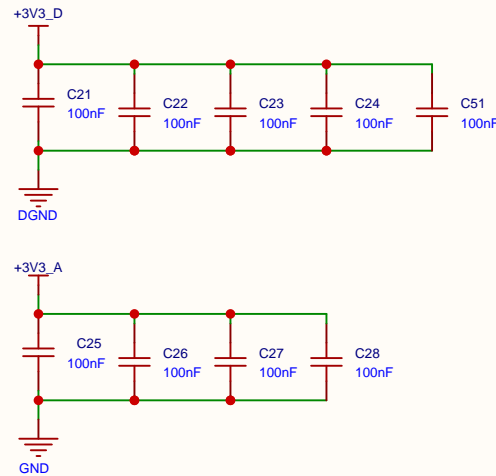 +3V3_D
C21
100nF
C22
100nF
C23
100nF
C24
100nF
C51
100nF
DGND
+3V3_A
C25
100nF
C26
100nF
C27
100nF
C28
100nF
GND